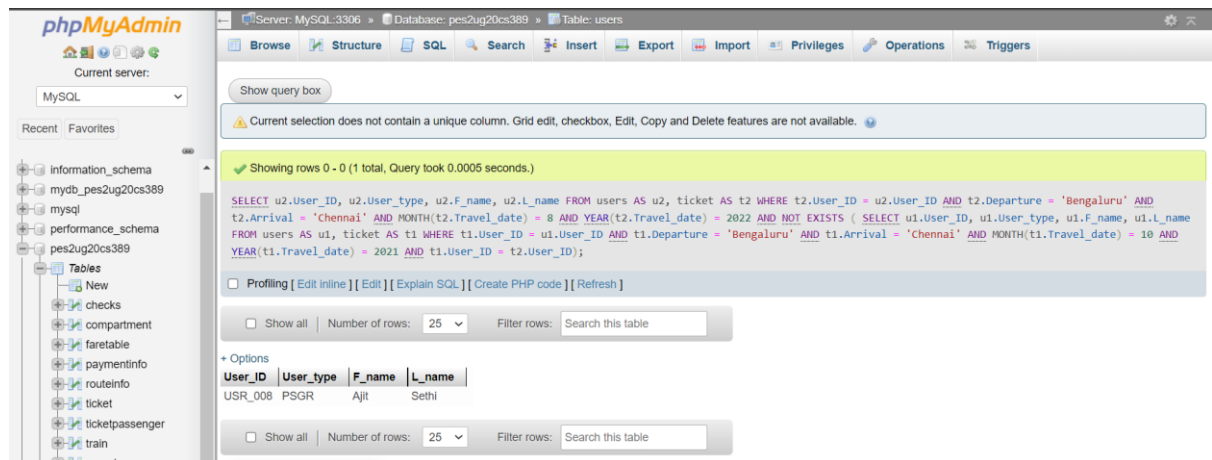 phpMyAdmin
Current server:
MySQL
Recent Favorites
information_schema
mydb_pes2ug20cs389
mysql
performance_schema
pes2ug20cs389
Tables
New
checks
compartment
faretable
paymentinfo
routeinfo
ticket
ticketpassenger
train
Server: MySQL:3306 » Database: pes2ug20cs389 » Table: users
Browse Structure SQL Search Insert Export Import Privileges Operations Triggers
Show query box
Current selection does not contain a unique column. Grid edit, checkbox, Edit, Copy and Delete features are not available.
Showing rows 0 - 0 (1 total, Query took 0.0005 seconds.)
SELECT u2.User_ID, u2.User_type, u2.F_name, u2.L_name FROM users AS u2, ticket AS t2 WHERE t2.User_ID = u2.User_ID AND t2.Departure = 'Bengaluru' AND
t2.Arrival = 'Chennai' AND MONTH(t2.Travel_date) = 8 AND YEAR(t2.Travel_date) = 2022 AND NOT EXISTS ( SELECT u1.User_ID, u1.User_type, u1.F_name, u1.L_name
FROM users AS u1, ticket AS t1 WHERE t1.User_ID = u1.User_ID AND t1.Departure = 'Bengaluru' AND t1.Arrival = 'Chennai' AND MONTH(t1.Travel_date) = 10 AND
YEAR(t1.Travel_date) = 2021 AND t1.User_ID = t2.User_ID);
Profiling [ Edit inline ] [ Edit ] [ Explain SQL ] [ Create PHP code ] [ Refresh ]
Show all | Number of rows: 25 Filter rows: Search this table
+ Options
User_ID User_type F_name L_name
USR_008 PSGR Ajit Sethi
Show all | Number of rows: 25 Filter rows: Search this table